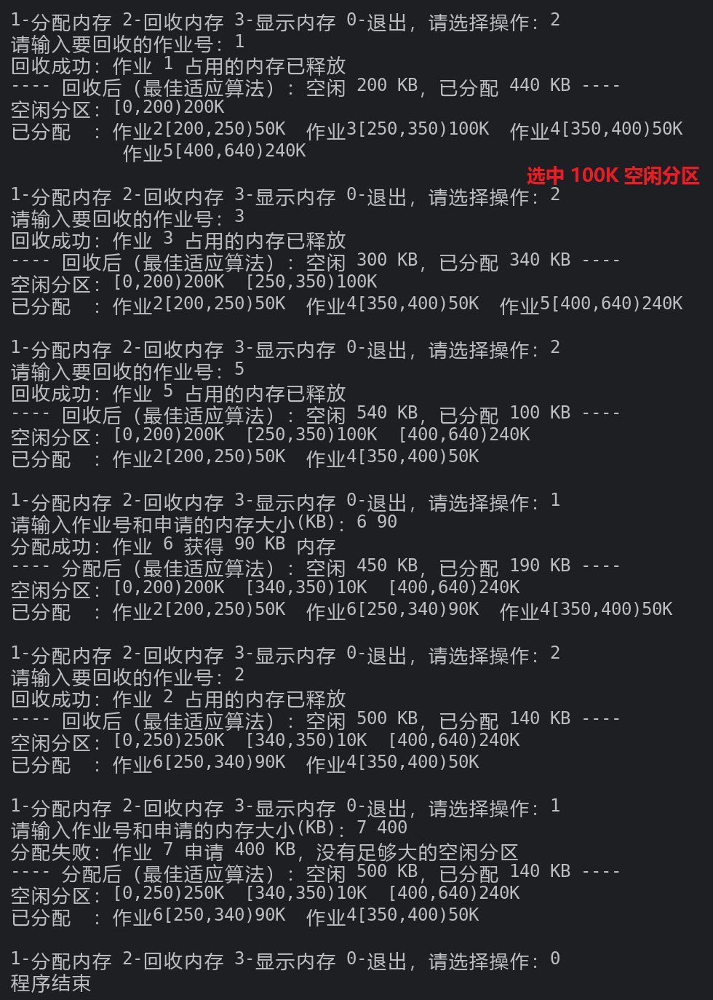 1-分配内存 2-回收内存 3-显示内存 0-退出，请选择操作：2
请输入要回收的作业号：1
回收成功：作业 1 占用的内存已释放
---- 回收后（最佳适应算法）：空闲 200 KB，已分配 440 KB ----
空闲分区：[0,200)200K
已分配  ：作业2[200,250)50K  作业3[250,350)100K  作业4[350,400)50K
作业5[400,640)240K
选中 100K 空闲分区
1-分配内存 2-回收内存 3-显示内存 0-退出，请选择操作：2
请输入要回收的作业号：3
回收成功：作业 3 占用的内存已释放
---- 回收后（最佳适应算法）：空闲 300 KB，已分配 340 KB ----
空闲分区：[0,200)200K  [250,350)100K
已分配  ：作业2[200,250)50K  作业4[350,400)50K  作业5[400,640)240K
1-分配内存 2-回收内存 3-显示内存 0-退出，请选择操作：2
请输入要回收的作业号：5
回收成功：作业 5 占用的内存已释放
---- 回收后（最佳适应算法）：空闲 540 KB，已分配 100 KB ----
空闲分区：[0,200)200K  [250,350)100K  [400,640)240K
已分配  ：作业2[200,250)50K  作业4[350,400)50K
1-分配内存 2-回收内存 3-显示内存 0-退出，请选择操作：1
请输入作业号和申请的内存大小(KB)：6 90
分配成功：作业 6 获得 90 KB 内存
---- 分配后（最佳适应算法）：空闲 450 KB，已分配 190 KB ----
空闲分区：[0,200)200K  [340,350)10K  [400,640)240K
已分配  ：作业2[200,250)50K  作业6[250,340)90K  作业4[350,400)50K
1-分配内存 2-回收内存 3-显示内存 0-退出，请选择操作：2
请输入要回收的作业号：2
回收成功：作业 2 占用的内存已释放
---- 回收后（最佳适应算法）：空闲 500 KB，已分配 140 KB ----
空闲分区：[0,250)250K  [340,350)10K  [400,640)240K
已分配  ：作业6[250,340)90K  作业4[350,400)50K
1-分配内存 2-回收内存 3-显示内存 0-退出，请选择操作：1
请输入作业号和申请的内存大小(KB)：7 400
分配失败：作业 7 申请 400 KB，没有足够大的空闲分区
---- 分配后（最佳适应算法）：空闲 500 KB，已分配 140 KB ----
空闲分区：[0,250)250K  [340,350)10K  [400,640)240K
已分配  ：作业6[250,340)90K  作业4[350,400)50K
1-分配内存 2-回收内存 3-显示内存 0-退出，请选择操作：0
程序结束